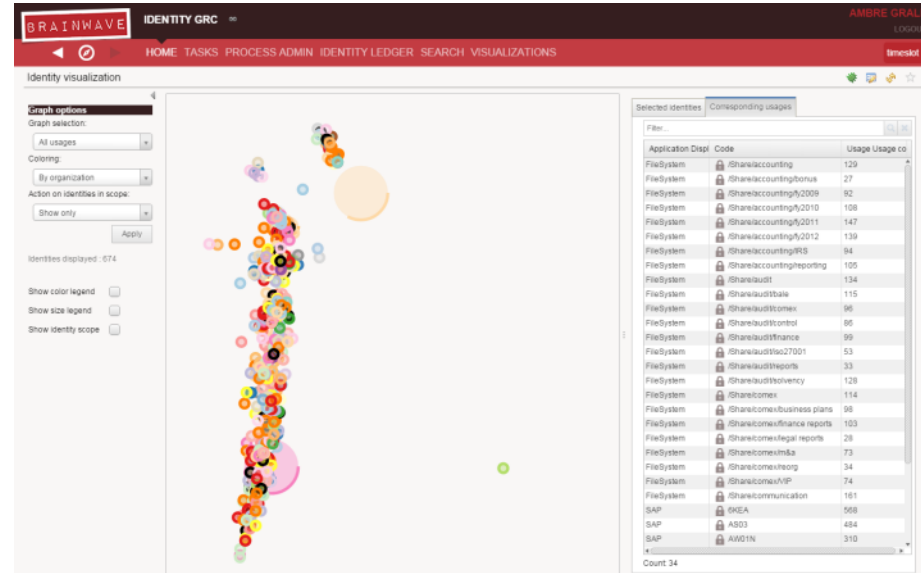 BRAINWAVE
IDENTITY GRC
AMBRE GRAL
LOGOU
HOME TASKS PROCESS ADMIN IDENTITY LEDGER SEARCH VISUALIZATIONS
timeslot
Identity visualization
Graph options
Graph selection:
All usages
Coloring:
By organization
Action on identities in scope:
Show only
Apply
Identities displayed : 674
Show color legend
Show size legend
Show identity scope
Selected identities Corresponding usages
Filter...
Application Displ Code Usage Usage co
FileSystem /Share/accounting 129
FileSystem /Share/accounting/bonus 27
FileSystem /Share/accounting/fy2009 92
FileSystem /Share/accounting/fy2010 108
FileSystem /Share/accounting/fy2011 147
FileSystem /Share/accounting/fy2012 139
FileSystem /Share/accounting/IRS 94
FileSystem /Share/accounting/reporting 105
FileSystem /Share/audit 134
FileSystem /Share/audit/bale 115
FileSystem /Share/audit/comex 96
FileSystem /Share/audit/control 86
FileSystem /Share/audit/finance 99
FileSystem /Share/audit/iso27001 53
FileSystem /Share/audit/reports 33
FileSystem /Share/audit/solvency 128
FileSystem /Share/comex 114
FileSystem /Share/comex/business plans 98
FileSystem /Share/comex/finance reports 103
FileSystem /Share/comex/legal reports 28
FileSystem /Share/comex/m&a 73
FileSystem /Share/comex/reorg 34
FileSystem /Share/comex/VIP 74
FileSystem /Share/communication 161
SAP 6KEA 568
SAP AS03 484
SAP AW01N 310
Count: 34